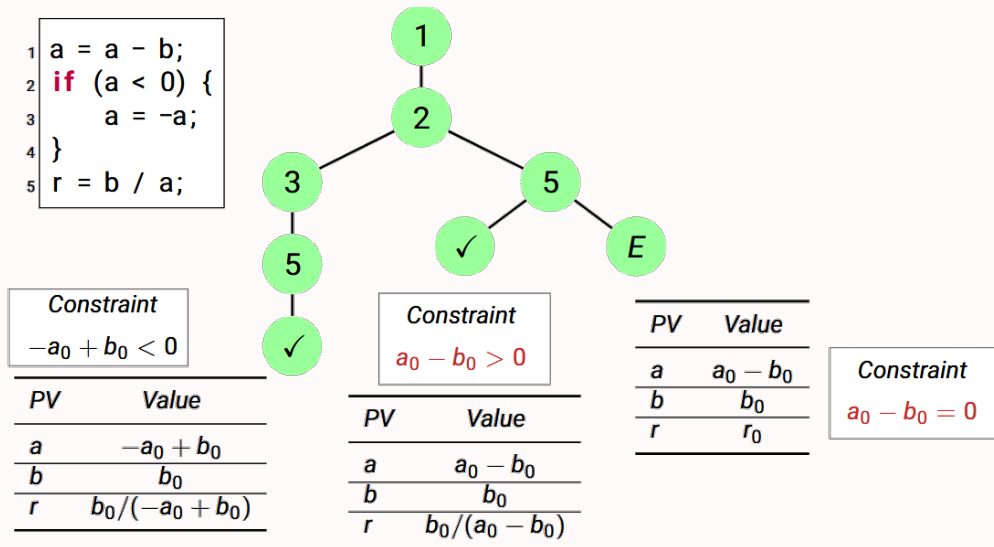 1 a = a - b;
2 if (a < 0) {
3 a = -a;
4 }
5 r = b / a;
1
2
3
5
5
✓
E
✓
Constraint
−a₀ + b₀ < 0
PV Value
a −a₀ + b₀
b b₀
r b₀/(−a₀ + b₀)
Constraint
a₀ − b₀ > 0
PV Value
a a₀ − b₀
b b₀
r b₀/(a₀ − b₀)
PV Value
a a₀ − b₀
b b₀
r r₀
Constraint
a₀ − b₀ = 0